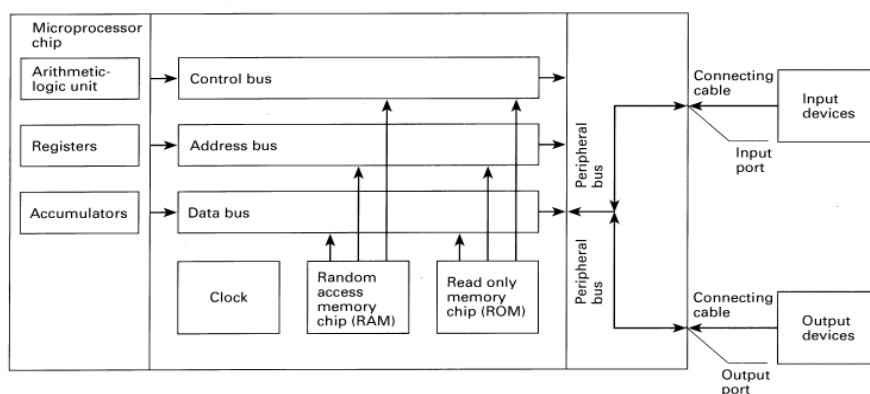 Microprocessor
chip
Arithmetic-
logic unit
Registers
Accumulators
Control bus
Address bus
Data bus
Clock
Random
access
memory
chip (RAM)
Read only
memory
chip (ROM)
Peripheral
bus
Peripheral
bus
Connecting
cable
Input
devices
Input
port
Connecting
cable
Output
devices
Output
port